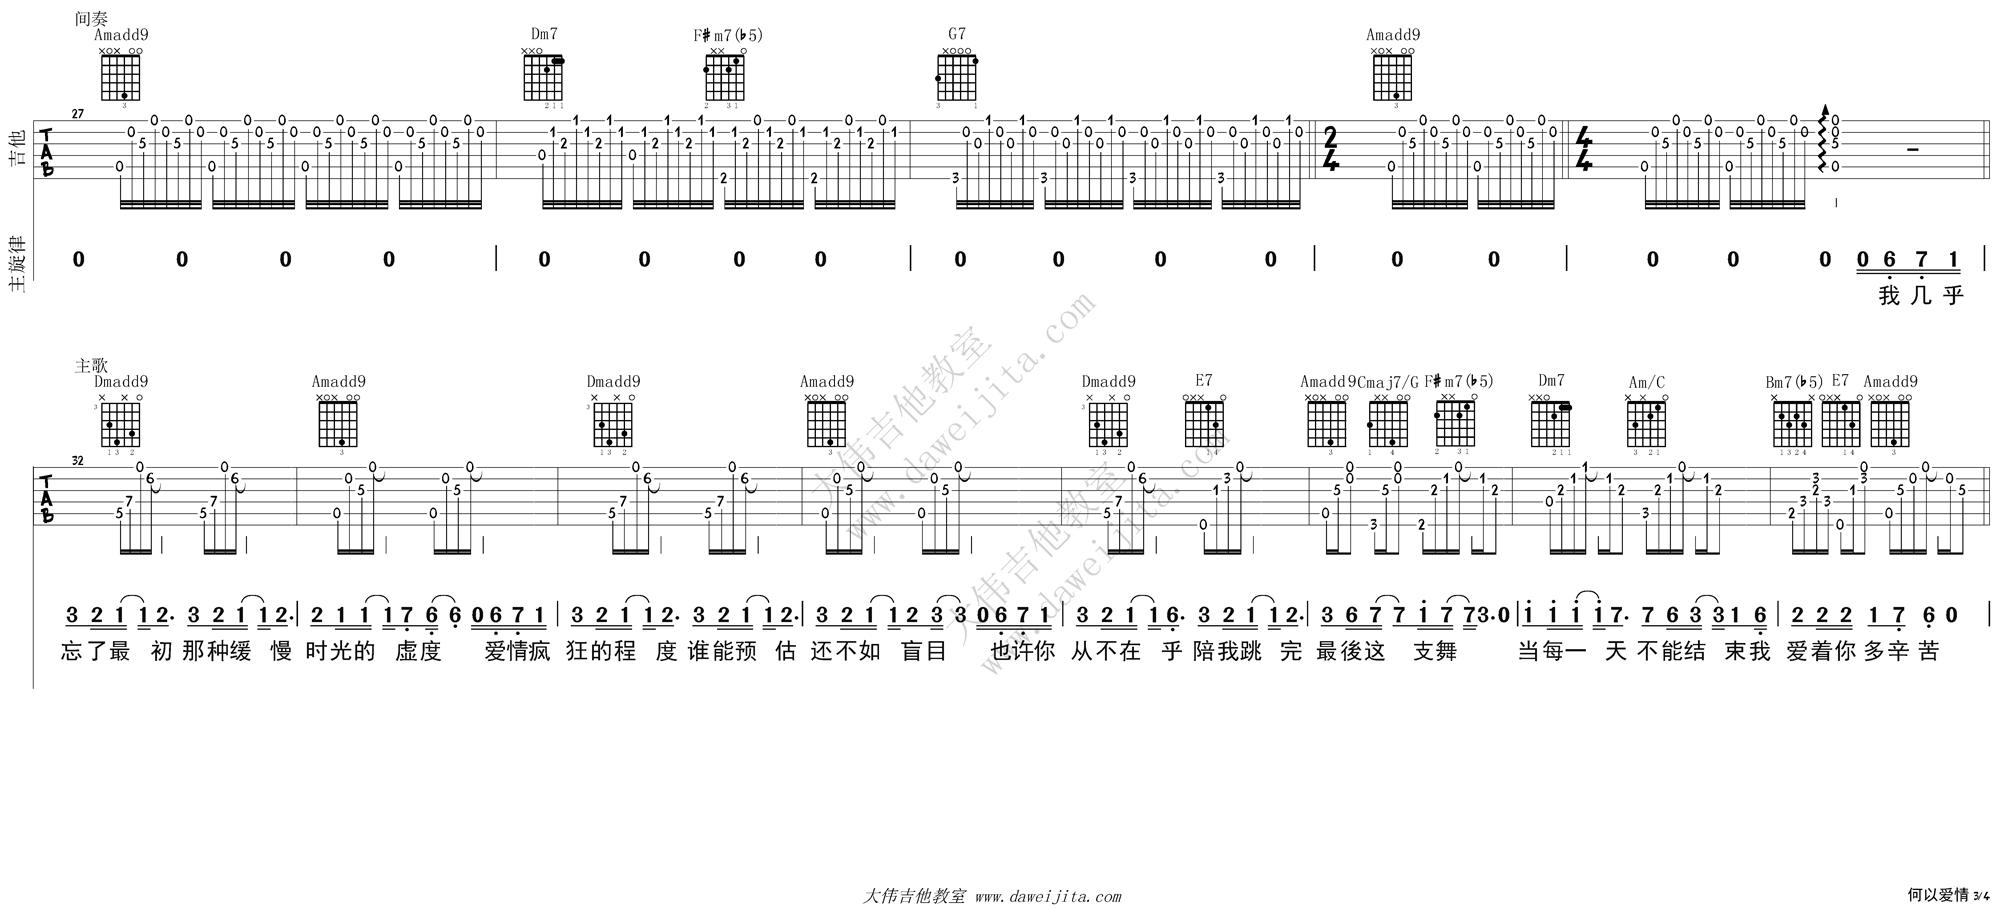 间奏
Amadd9 Dm7 F#m7(♭5) G7 Amadd9
吉他
27
2/4 4/4
主旋律 0 0 0 0 | 0 0 0 0 | 0 0 0 0 | 0 0 | 0 0 0 0 6 7 1 |
我几乎
主歌
Dmadd9 Amadd9 Dmadd9 Amadd9 Dmadd9 E7 Amadd9 Cmaj7/G F#m7(♭5) Dm7 Am/C Bm7(♭5) E7 Amadd9
32
3 2 1 1 2. 3 2 1 1 2. | 2 1 1 1 7 6 6 0 6 7 1 | 3 2 1 1 2. 3 2 1 1 2. | 3 2 1 1 2 3 3 0 6 7 1 | 3 2 1 1 6. 3 2 1 1 2. | 3 6 7 7 1 7 7 3. 0 | 1 1 1 1 7. 7 6 3 3 1 6 | 2 2 2 1 7 6 0 |
忘了最 初 那种缓 慢 时光的 虚度 爱情疯 狂的程 度 谁能预 估 还不如 盲目 也许你 从不在 乎 陪我跳 完 最後这 支舞 当每一 天 不能结 束我 爱着你多辛苦
大伟吉他教室
www.daweijita.com
大伟吉他教室
www.daweijita.com
大伟吉他教室 www.daweijita.com
何以爱情 3/4